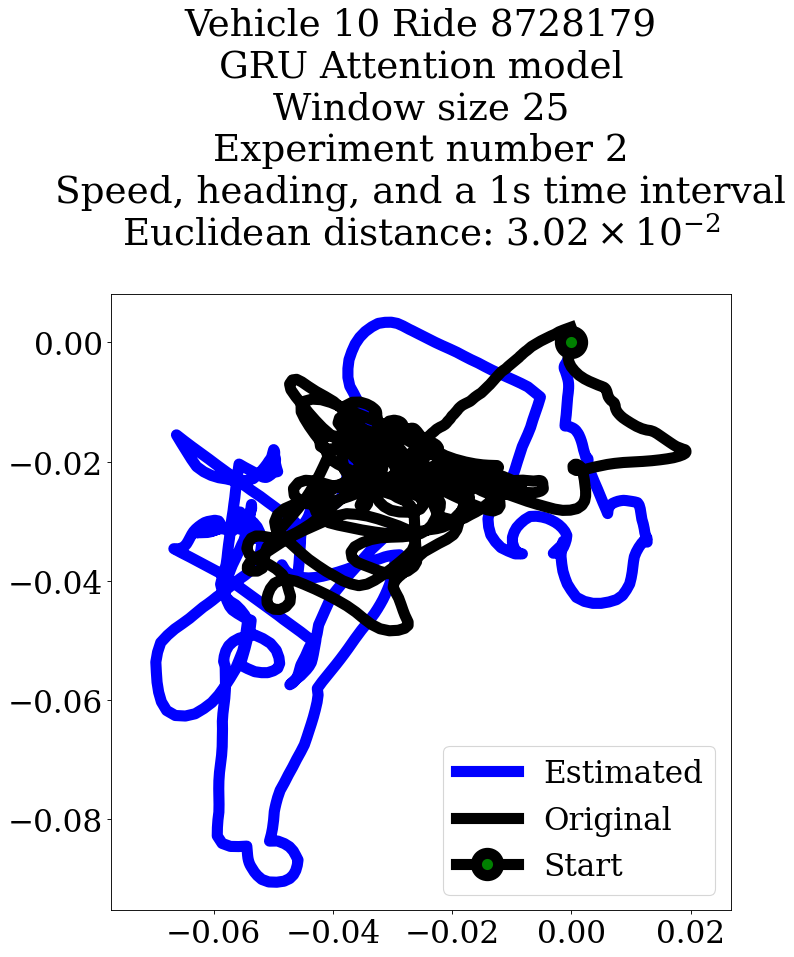 Vehicle 10 Ride 8728179
GRU Attention model
Window size 25
Experiment number 2
Speed, heading, and a 1s time interval
Euclidean distance: 3.02 × 10⁻²
0.00
−0.02
−0.04
−0.06
−0.08
Estimated
Original
Start
−0.06 −0.04 −0.02 0.00 0.02